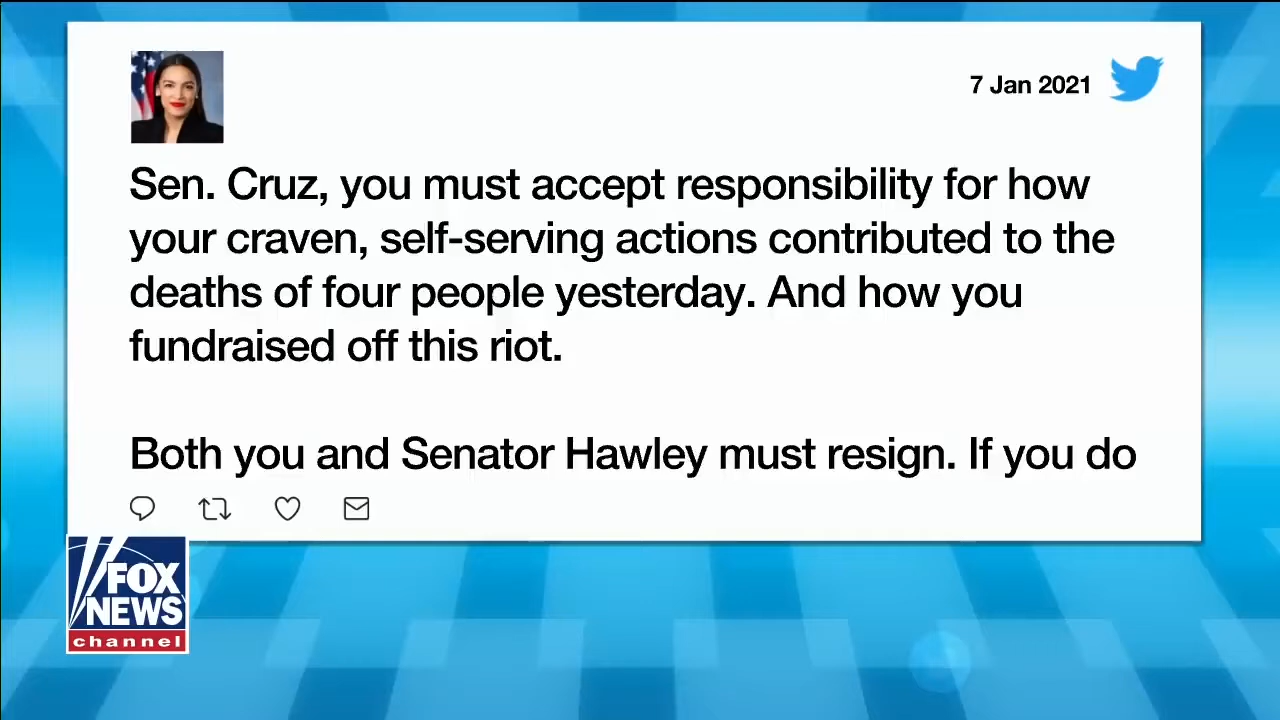 7 Jan 2021
Sen. Cruz, you must accept responsibility for how
your craven, self-serving actions contributed to the
deaths of four people yesterday. And how you
fundraised off this riot.
Both you and Senator Hawley must resign. If you do
FOX
NEWS
channel